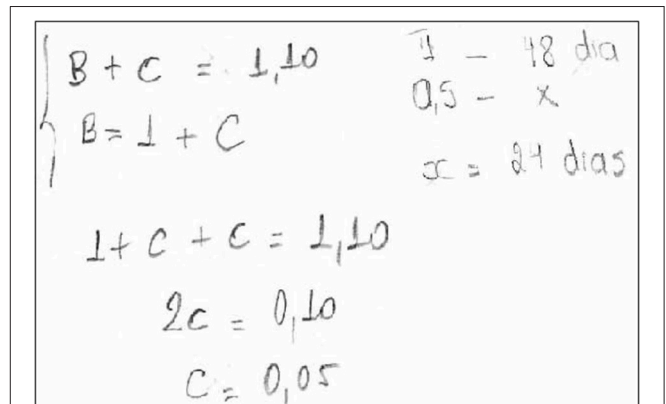 B + C = 1,10
B = 1 + C
1 + C + C = 1,10
2C = 0,10
C = 0,05
1 - 48 dia
0,5 - x
x = 24 dias